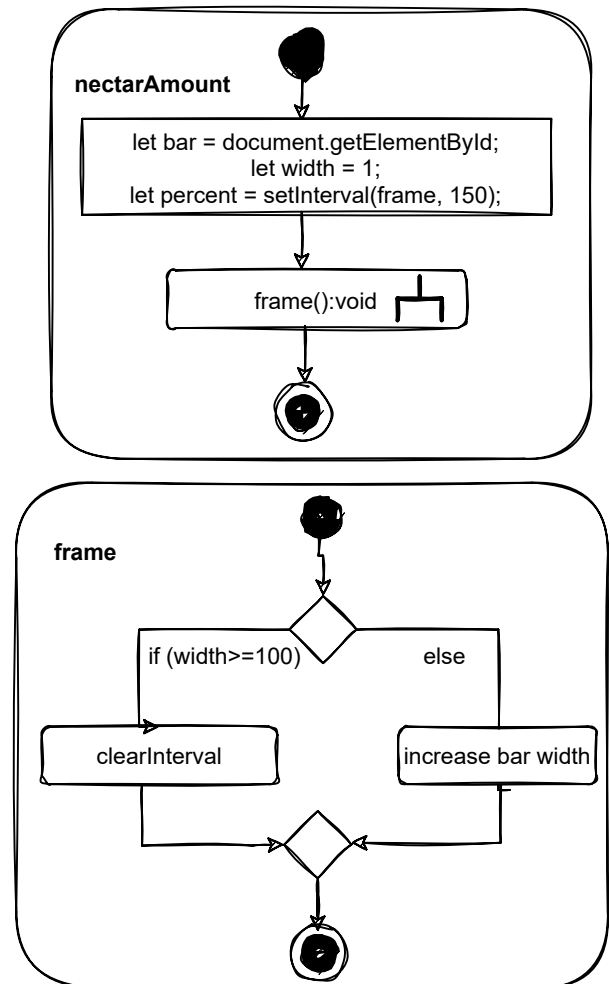 nectarAmount
let bar = document.getElementById;
let width = 1;
let percent = setInterval(frame, 150);
frame():void
frame
if (width>=100)
else
clearInterval
increase bar width